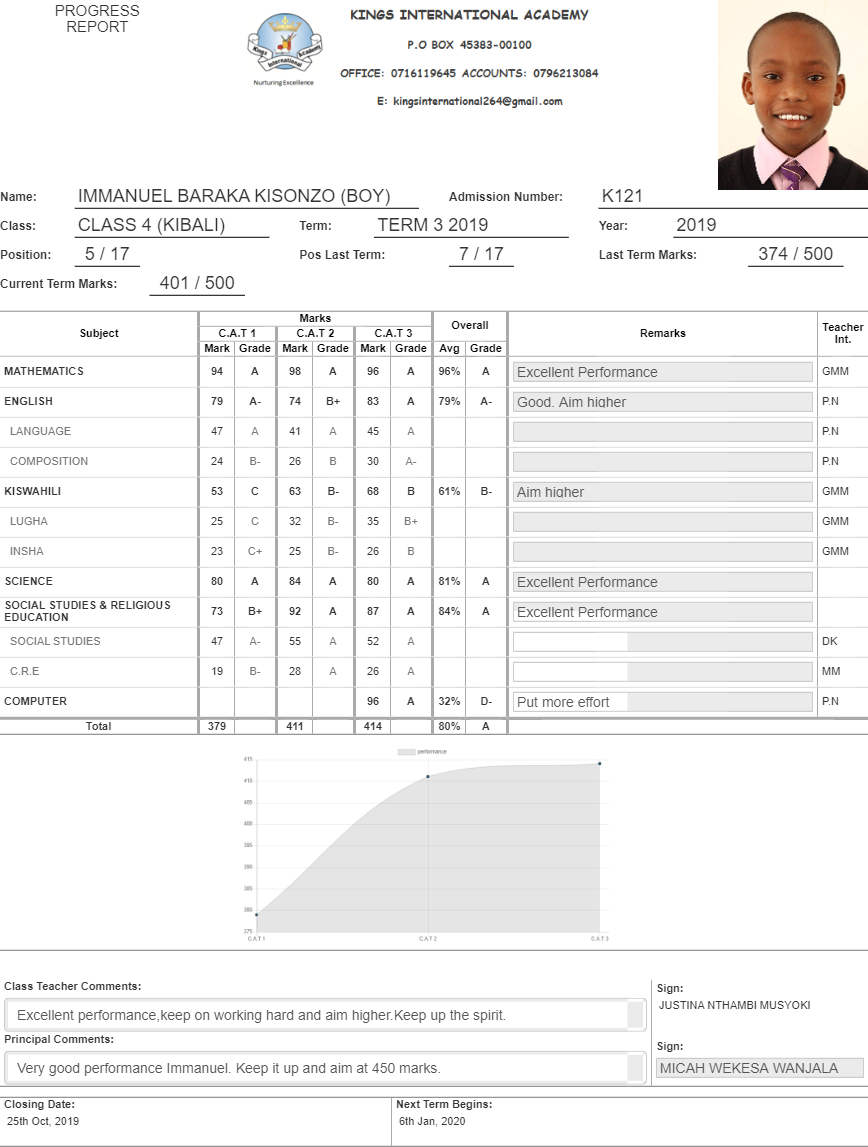 PROGRESS
REPORT
KINGS INTERNATIONAL ACADEMY
P.O BOX 45383-00100
OFFICE: 0716119645 ACCOUNTS: 0796213084
E: kingsinternational264@gmail.com
Kings International Academy
Nurturing Excellence
Name: IMMANUEL BARAKA KISONZO (BOY) Admission Number: K121
Class: CLASS 4 (KIBALI) Term: TERM 3 2019 Year: 2019
Position: 5 / 17 Pos Last Term: 7 / 17 Last Term Marks: 374 / 500
Current Term Marks: 401 / 500
Subject Marks Overall Remarks Teacher Int.
C.A.T 1 C.A.T 2 C.A.T 3
Mark Grade Mark Grade Mark Grade Avg Grade
MATHEMATICS 94 A 98 A 96 A 96% A Excellent Performance GMM
ENGLISH 79 A- 74 B+ 83 A 79% A- Good. Aim higher P.N
LANGUAGE 47 A 41 A 45 A P.N
COMPOSITION 24 B- 26 B 30 A- P.N
KISWAHILI 53 C 63 B- 68 B 61% B- Aim higher GMM
LUGHA 25 C 32 B- 35 B+ GMM
INSHA 23 C+ 25 B- 26 B GMM
SCIENCE 80 A 84 A 80 A 81% A Excellent Performance
SOCIAL STUDIES & RELIGIOUS
EDUCATION 73 B+ 92 A 87 A 84% A Excellent Performance
SOCIAL STUDIES 47 A- 55 A 52 A DK
C.R.E 19 B- 28 A 26 A MM
COMPUTER 96 A 32% D- Put more effort P.N
Total 379 411 414 80% A
performance
415
410
405
400
395
390
385
380
375
C.A.T 1 C.A.T 2 C.A.T 3
Class Teacher Comments:
Excellent performance,keep on working hard and aim higher.Keep up the spirit.
Sign:
JUSTINA NTHAMBI MUSYOKI
Principal Comments:
Very good performance Immanuel. Keep it up and aim at 450 marks.
Sign:
MICAH WEKESA WANJALA
Closing Date:
25th Oct, 2019
Next Term Begins:
6th Jan, 2020